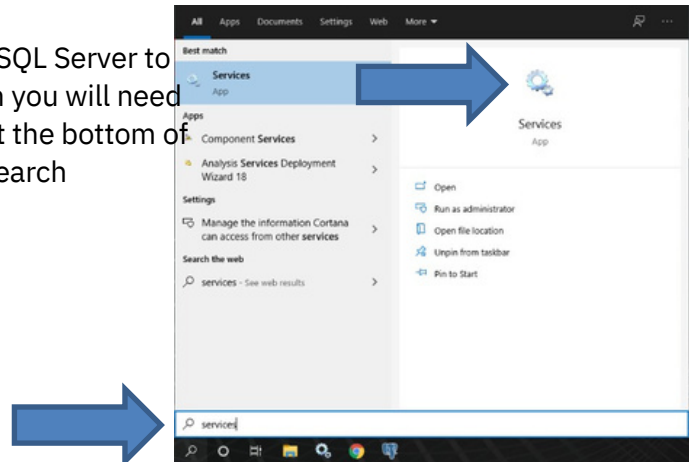 SQL Server to
you will need
t the bottom of
earch
All Apps Documents Settings Web More
Best match
Services
App
Apps
Component Services
Analysis Services Deployment
Wizard 18
Settings
Manage the information Cortana
can access from other services
Search the web
services - See web results
Services
App
Open
Run as administrator
Open file location
Unpin from taskbar
Pin to Start
services